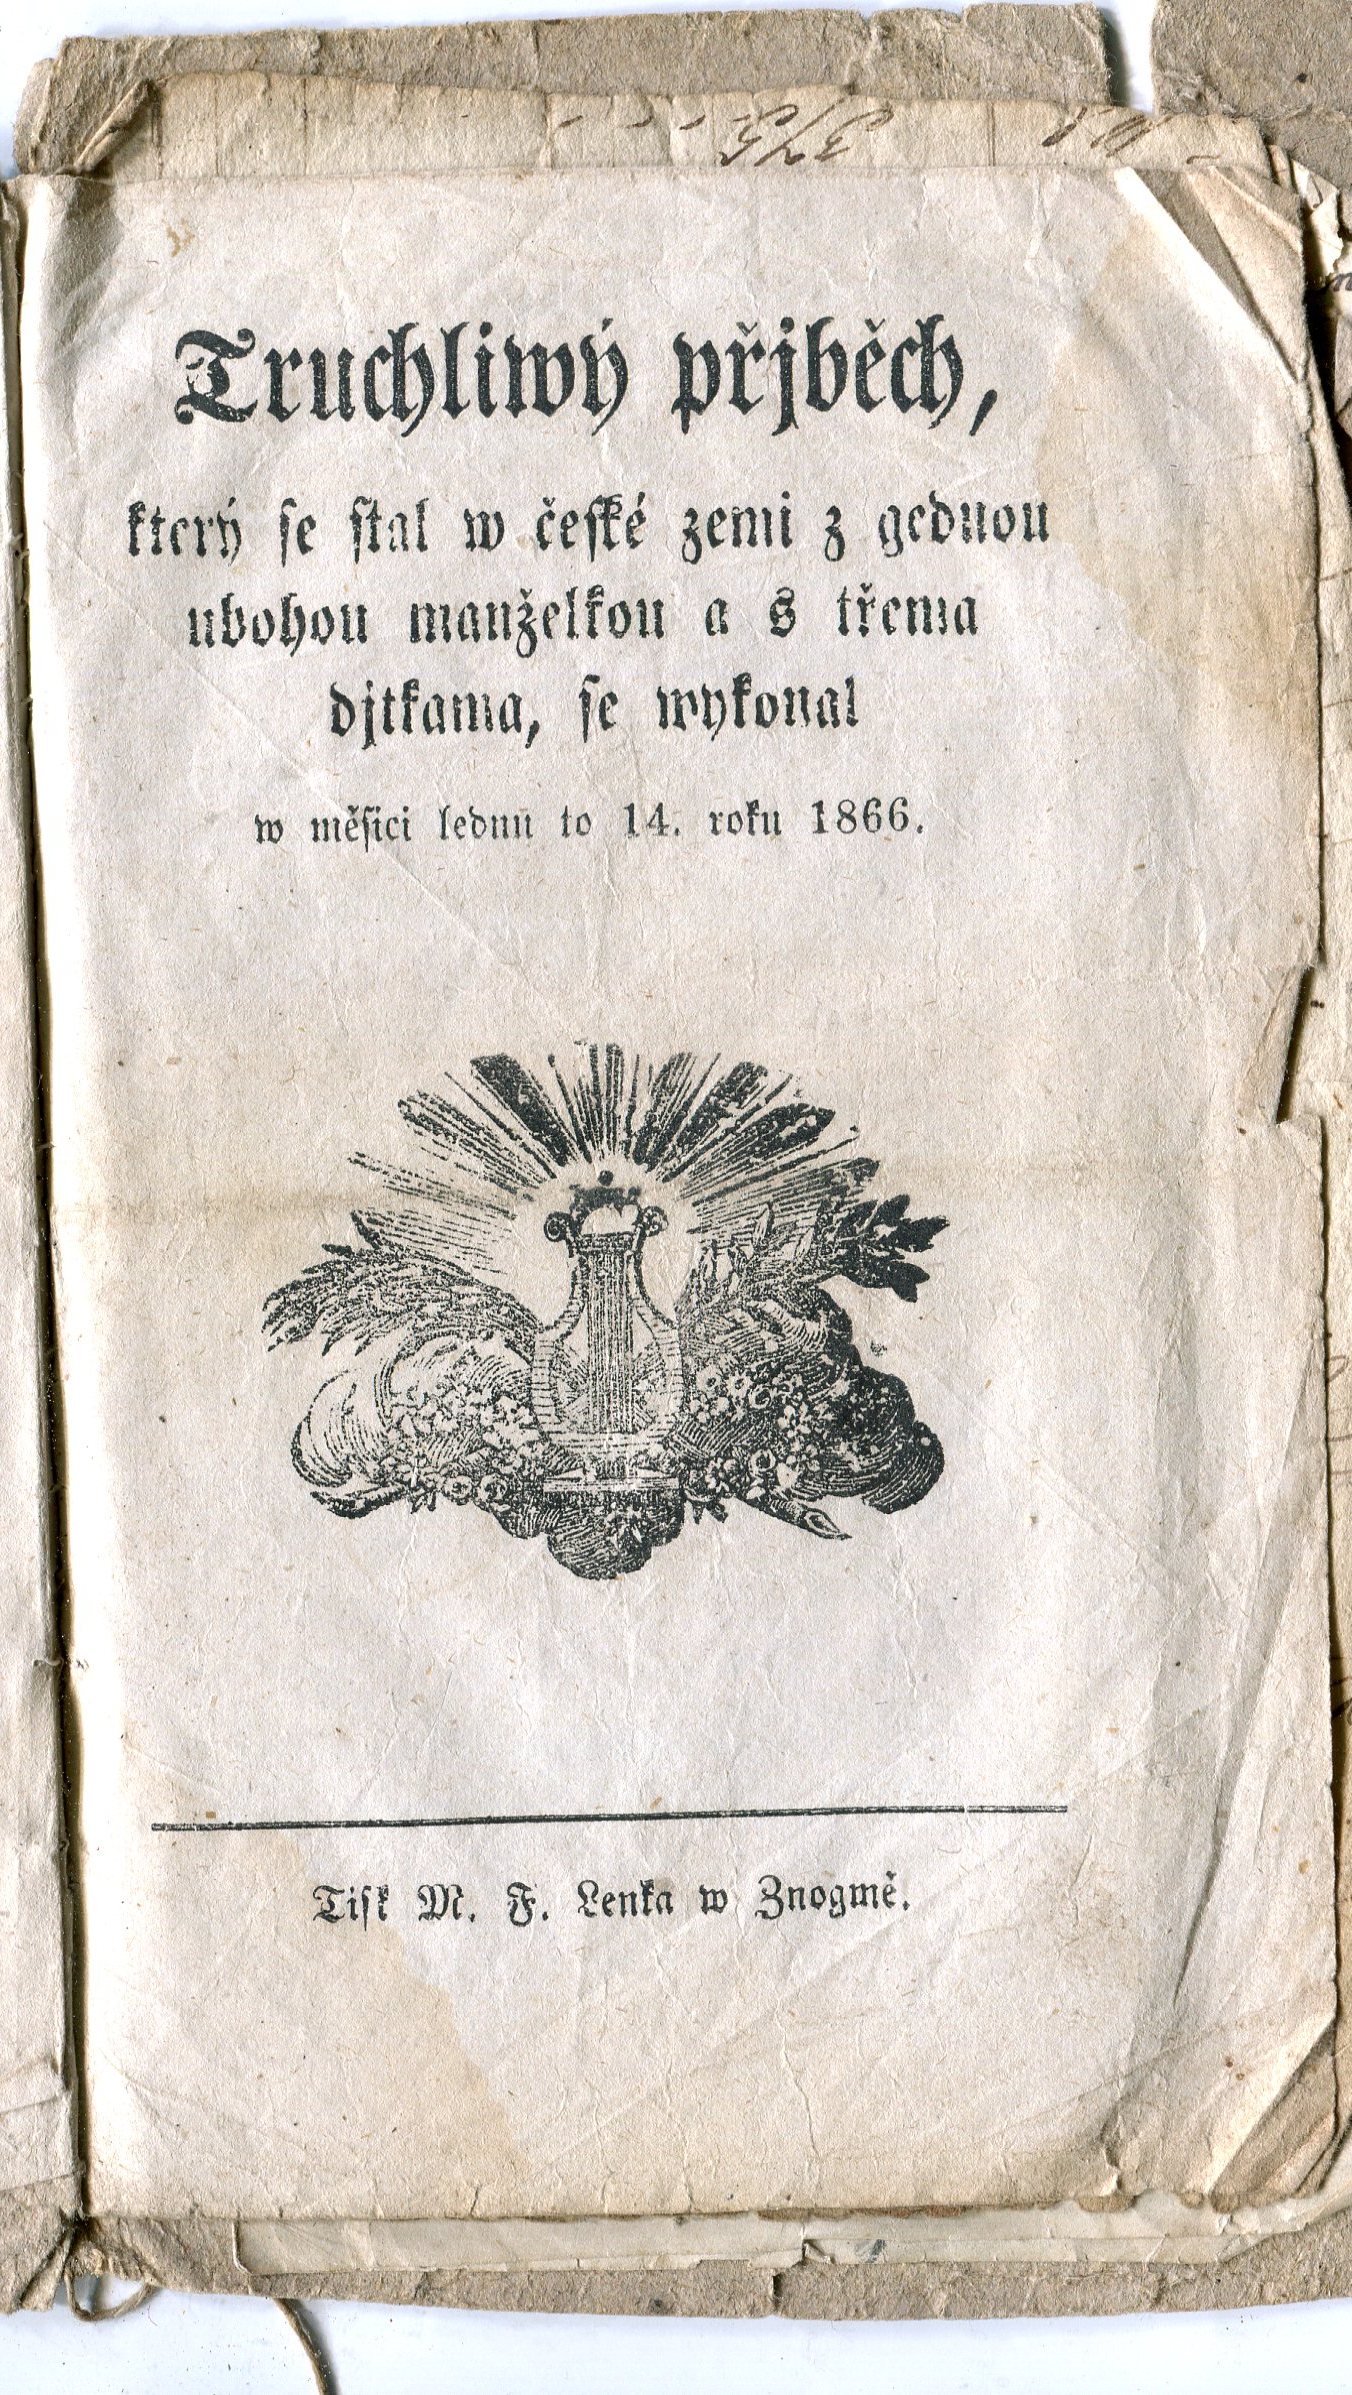 Truchliwý přjběch,
který se stal w české zemi z gednou
ubohou manželkou a s třema
djtkama, se wykonal
w měsici lednu to 14. roku 1866.
Tisk M. F. Lenka w Znogmě.